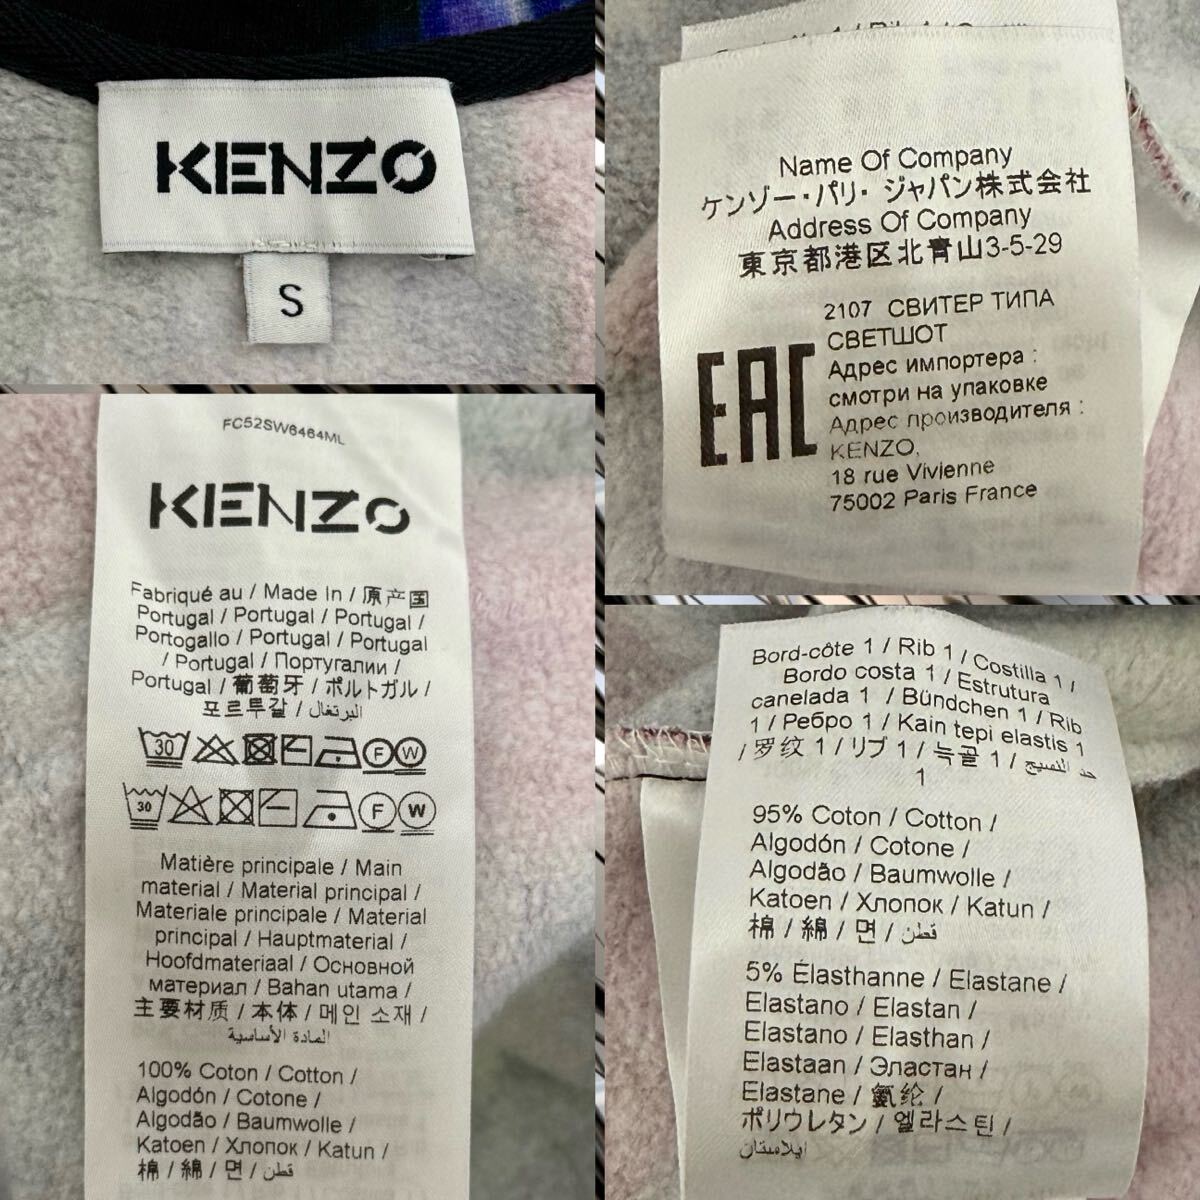 KENZO
S
FC52SW6464ML
KENZO
Fabriqué au / Made In / 原产国
Portugal / Portugal / Portugal /
Portogallo / Portugal / Portugal
/ Portugal / Португалии /
Portugal / 葡萄牙 / ポルトガル /
포르투갈 / البرتغال
30
F W
30
F W
Matière principale / Main
material / Material principal /
Materiale principale / Material
principal / Hauptmaterial /
Hoofdmateriaal / Основной
материал / Bahan utama /
主要材质 / 本体 / 메인 소재 /
المادة الأساسية
100% Coton / Cotton /
Algodón / Cotone /
Algodão / Baumwolle /
Katoen / Хлопок / Katun /
棉 / 綿 / 면 / قطن
Name Of Company
ケンゾー・パリ・ジャパン株式会社
Address Of Company
東京都港区北青山3-5-29
EAC
2107 СВИТЕР ТИПА
СВЕТШОТ
Адрес импортера :
смотри на упаковке
Адрес производителя :
KENZO,
18 rue Vivienne
75002 Paris France
Bord-côte 1 / Rib 1 / Costilla 1 /
Bordo costa 1 / Estrutura
canelada 1 / Bündchen 1 / Rib
1 / Ребро 1 / Kain tepi elastis 1
/ 罗纹 1 / リブ 1 / 늑골 1 / حد النسيج
1
95% Coton / Cotton /
Algodón / Cotone /
Algodão / Baumwolle /
Katoen / Хлопок / Katun /
棉 / 綿 / 면 / قطن
5% Élasthanne / Elastane /
Elastano / Elastan /
Elastano / Elasthan /
Elastaan / Эластан /
Elastane / 氨纶 /
ポリウレタン / 엘라스틴 /
ايلاستان